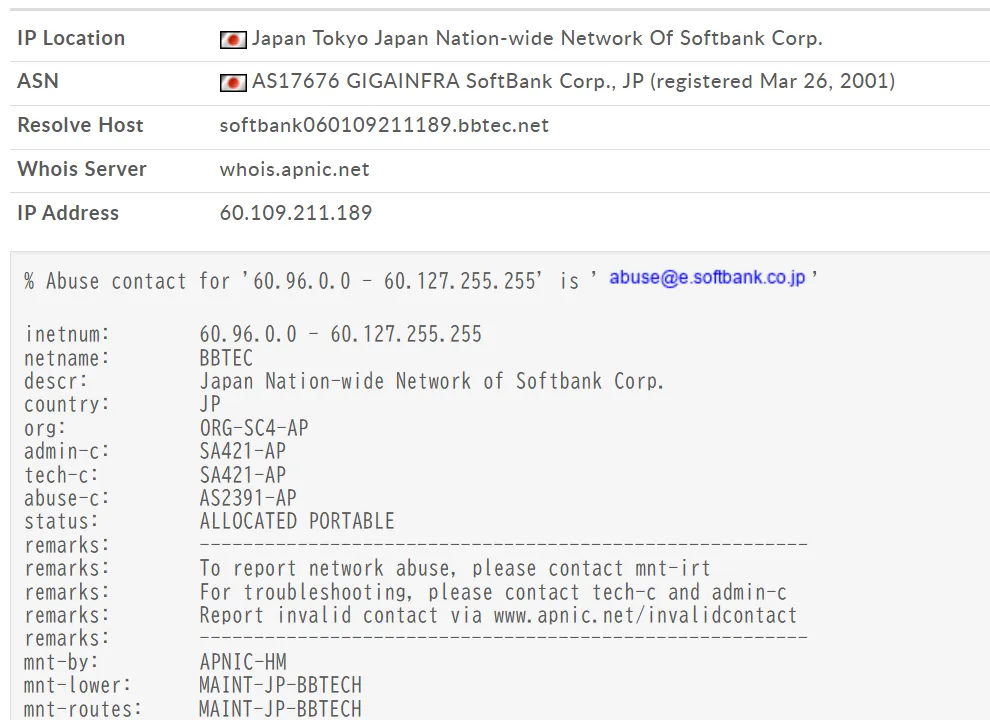 IP Location Japan Tokyo Japan Nation-wide Network Of Softbank Corp.
ASN AS17676 GIGAINFRA SoftBank Corp., JP (registered Mar 26, 2001)
Resolve Host softbank060109211189.bbtec.net
Whois Server whois.apnic.net
IP Address 60.109.211.189
% Abuse contact for '60.96.0.0 - 60.127.255.255' is ' abuse@e.softbank.co.jp '
inetnum: 60.96.0.0 - 60.127.255.255
netname: BBTEC
descr: Japan Nation-wide Network of Softbank Corp.
country: JP
org: ORG-SC4-AP
admin-c: SA421-AP
tech-c: SA421-AP
abuse-c: AS2391-AP
status: ALLOCATED PORTABLE
remarks: --------------------------------------------------------
remarks: To report network abuse, please contact mnt-irt
remarks: For troubleshooting, please contact tech-c and admin-c
remarks: Report invalid contact via www.apnic.net/invalidcontact
remarks: --------------------------------------------------------
mnt-by: APNIC-HM
mnt-lower: MAINT-JP-BBTECH
mnt-routes: MAINT-JP-BBTECH